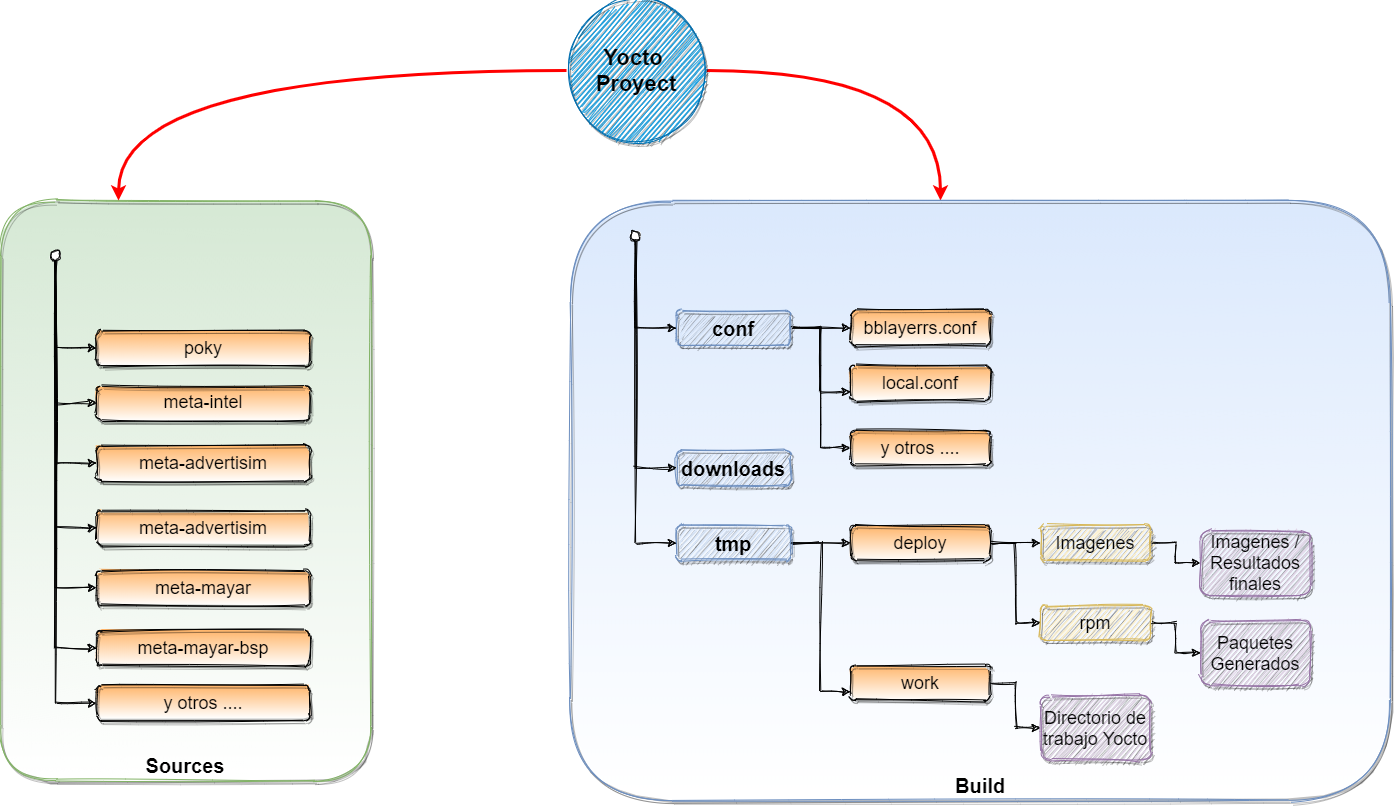 Yocto
Proyect
poky
meta-intel
meta-advertisim
meta-advertisim
meta-mayar
meta-mayar-bsp
y otros ....
Sources
conf
bblayerrs.conf
local.conf
y otros ....
downloads
tmp
deploy
Imagenes
Imagenes /
Resultados
finales
rpm
Paquetes
Generados
work
Directorio de
trabajo Yocto
Build